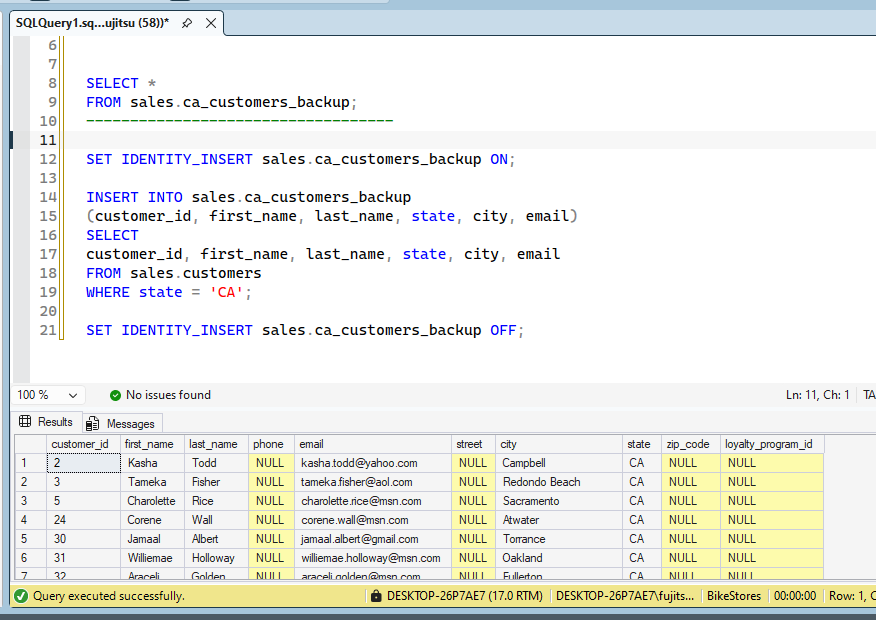 SQLQuery1.sq...ujitsu (58))*
6
7
8 SELECT *
9 FROM sales.ca_customers_backup;
10 -----------------------------------
11
12 SET IDENTITY_INSERT sales.ca_customers_backup ON;
13
14 INSERT INTO sales.ca_customers_backup
15 (customer_id, first_name, last_name, state, city, email)
16 SELECT
17 customer_id, first_name, last_name, state, city, email
18 FROM sales.customers
19 WHERE state = 'CA';
20
21 SET IDENTITY_INSERT sales.ca_customers_backup OFF;
100 % No issues found Ln: 11, Ch: 1 TA
Results Messages
customer_id first_name last_name phone email street city state zip_code loyalty_program_id
1 2 Kasha Todd NULL kasha.todd@yahoo.com NULL Campbell CA NULL NULL
2 3 Tameka Fisher NULL tameka.fisher@aol.com NULL Redondo Beach CA NULL NULL
3 5 Charolette Rice NULL charolette.rice@msn.com NULL Sacramento CA NULL NULL
4 24 Corene Wall NULL corene.wall@msn.com NULL Atwater CA NULL NULL
5 30 Jamaal Albert NULL jamaal.albert@gmail.com NULL Torrance CA NULL NULL
6 31 Williemae Holloway NULL williemae.holloway@msn.com NULL Oakland CA NULL NULL
7 32 Araceli Golden NULL araceli.golden@msn.com NULL Fullerton CA NULL NULL
Query executed successfully. DESKTOP-26P7AE7 (17.0 RTM) DESKTOP-26P7AE7\fujits... BikeStores 00:00:00 Row: 1, C